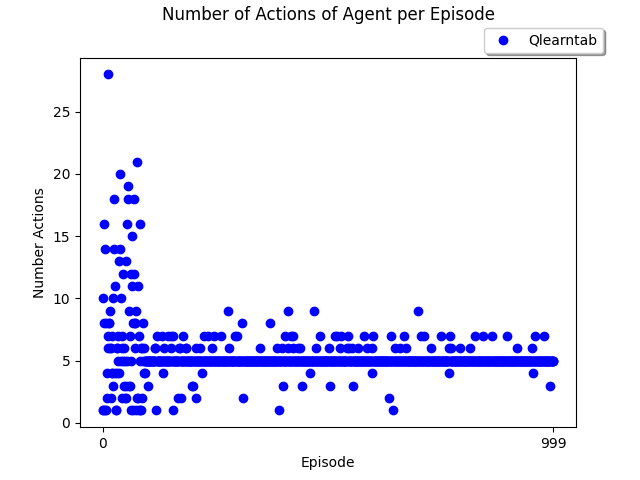 Number of Actions of Agent per Episode
Qlearntab
25
20
15
10
5
0
Number Actions
0
999
Episode